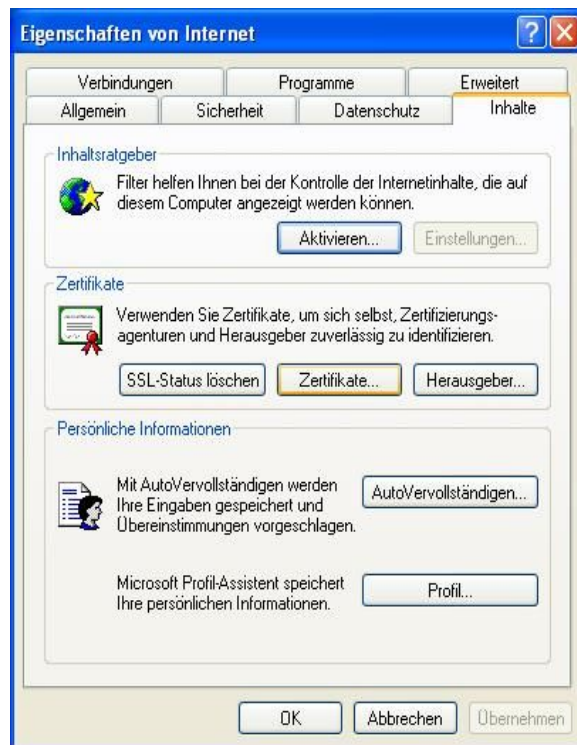 Eigenschaften von Internet
Verbindungen
Programme
Erweitert
Allgemein
Sicherheit
Datenschutz
Inhalte
Inhaltsratgeber
Filter helfen Ihnen bei der Kontrolle der Internetinhalte, die auf
diesem Computer angezeigt werden können.
Aktivieren...
Einstellungen...
Zertifikate
Verwenden Sie Zertifikate, um sich selbst, Zertifizierungs-
agenturen und Herausgeber zuverlässig zu identifizieren.
SSL-Status löschen
Zertifikate...
Herausgeber...
Persönliche Informationen
Mit AutoVervollständigen werden
Ihre Eingaben gespeichert und
Übereinstimmungen vorgeschlagen.
AutoVervollständigen...
Microsoft Profil-Assistent speichert
Ihre persönlichen Informationen.
Profil...
OK
Abbrechen
Übernehmen